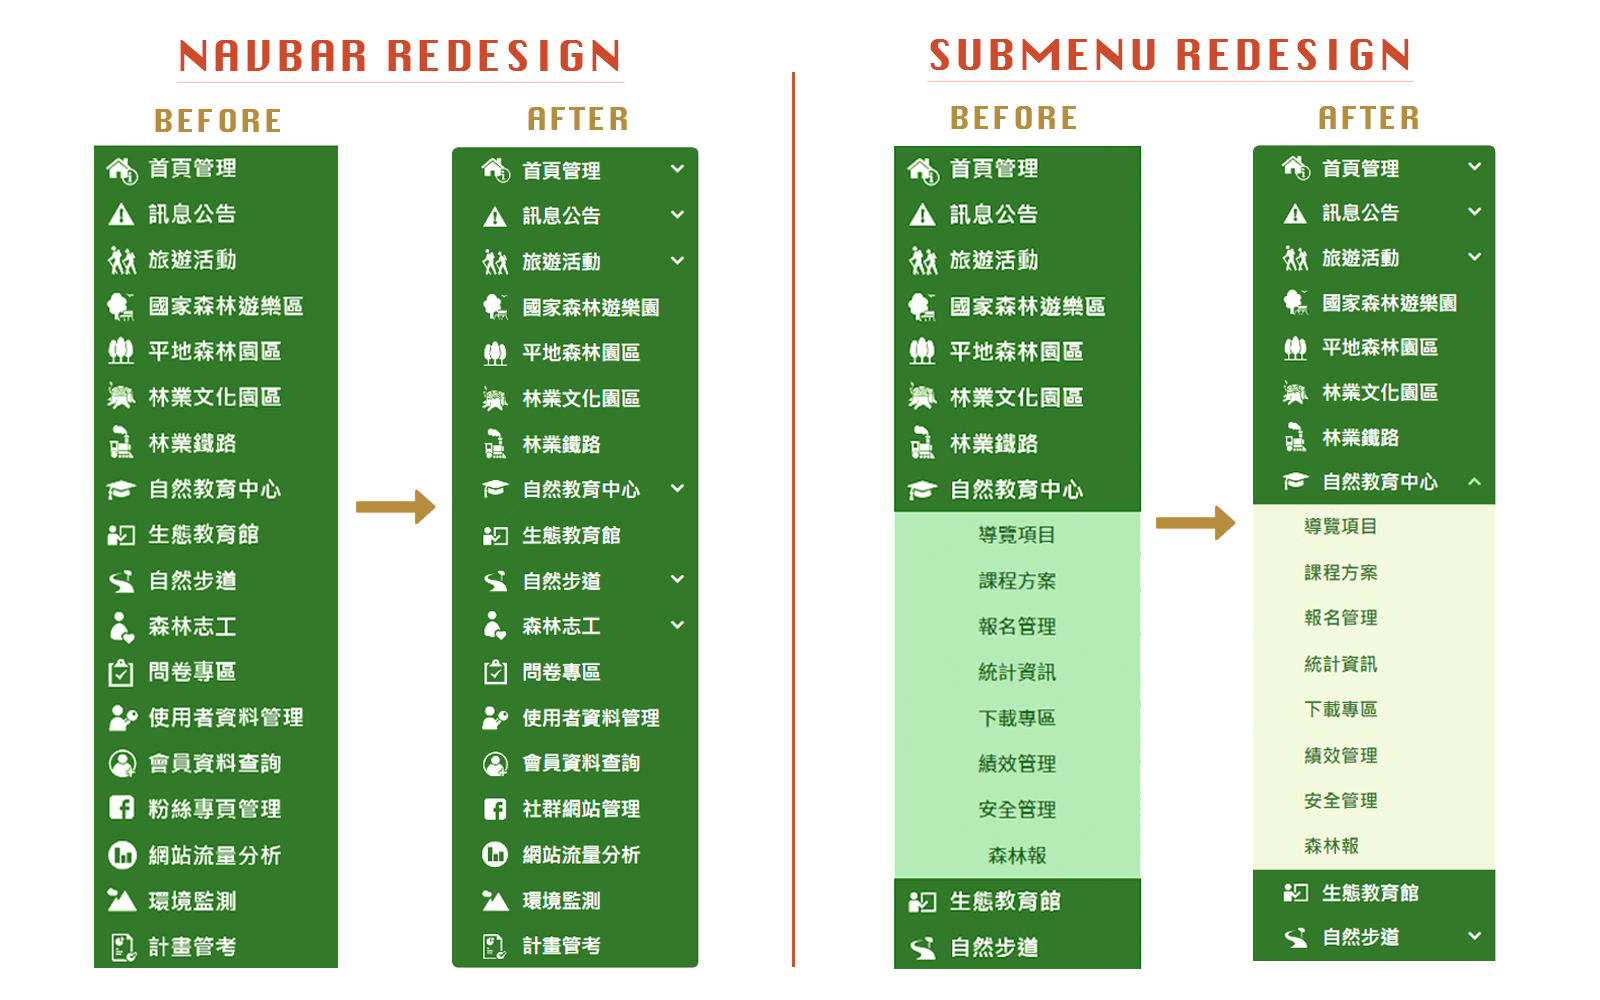 NAVBAR REDESIGN
BEFORE
首頁管理
訊息公告
旅遊活動
國家森林遊樂區
平地森林園區
林業文化園區
林業鐵路
自然教育中心
生態教育館
自然步道
森林志工
問卷專區
使用者資料管理
會員資料查詢
粉絲專頁管理
網站流量分析
環境監測
計畫管考
AFTER
首頁管理
訊息公告
旅遊活動
國家森林遊樂園
平地森林園區
林業文化園區
林業鐵路
自然教育中心
生態教育館
自然步道
森林志工
問卷專區
使用者資料管理
會員資料查詢
社群網站管理
網站流量分析
環境監測
計畫管考
SUBMENU REDESIGN
BEFORE
首頁管理
訊息公告
旅遊活動
國家森林遊樂區
平地森林園區
林業文化園區
林業鐵路
自然教育中心
導覽項目
課程方案
報名管理
統計資訊
下載專區
績效管理
安全管理
森林報
生態教育館
自然步道
AFTER
首頁管理
訊息公告
旅遊活動
國家森林遊樂園
平地森林園區
林業文化園區
林業鐵路
自然教育中心
導覽項目
課程方案
報名管理
統計資訊
下載專區
績效管理
安全管理
森林報
生態教育館
自然步道